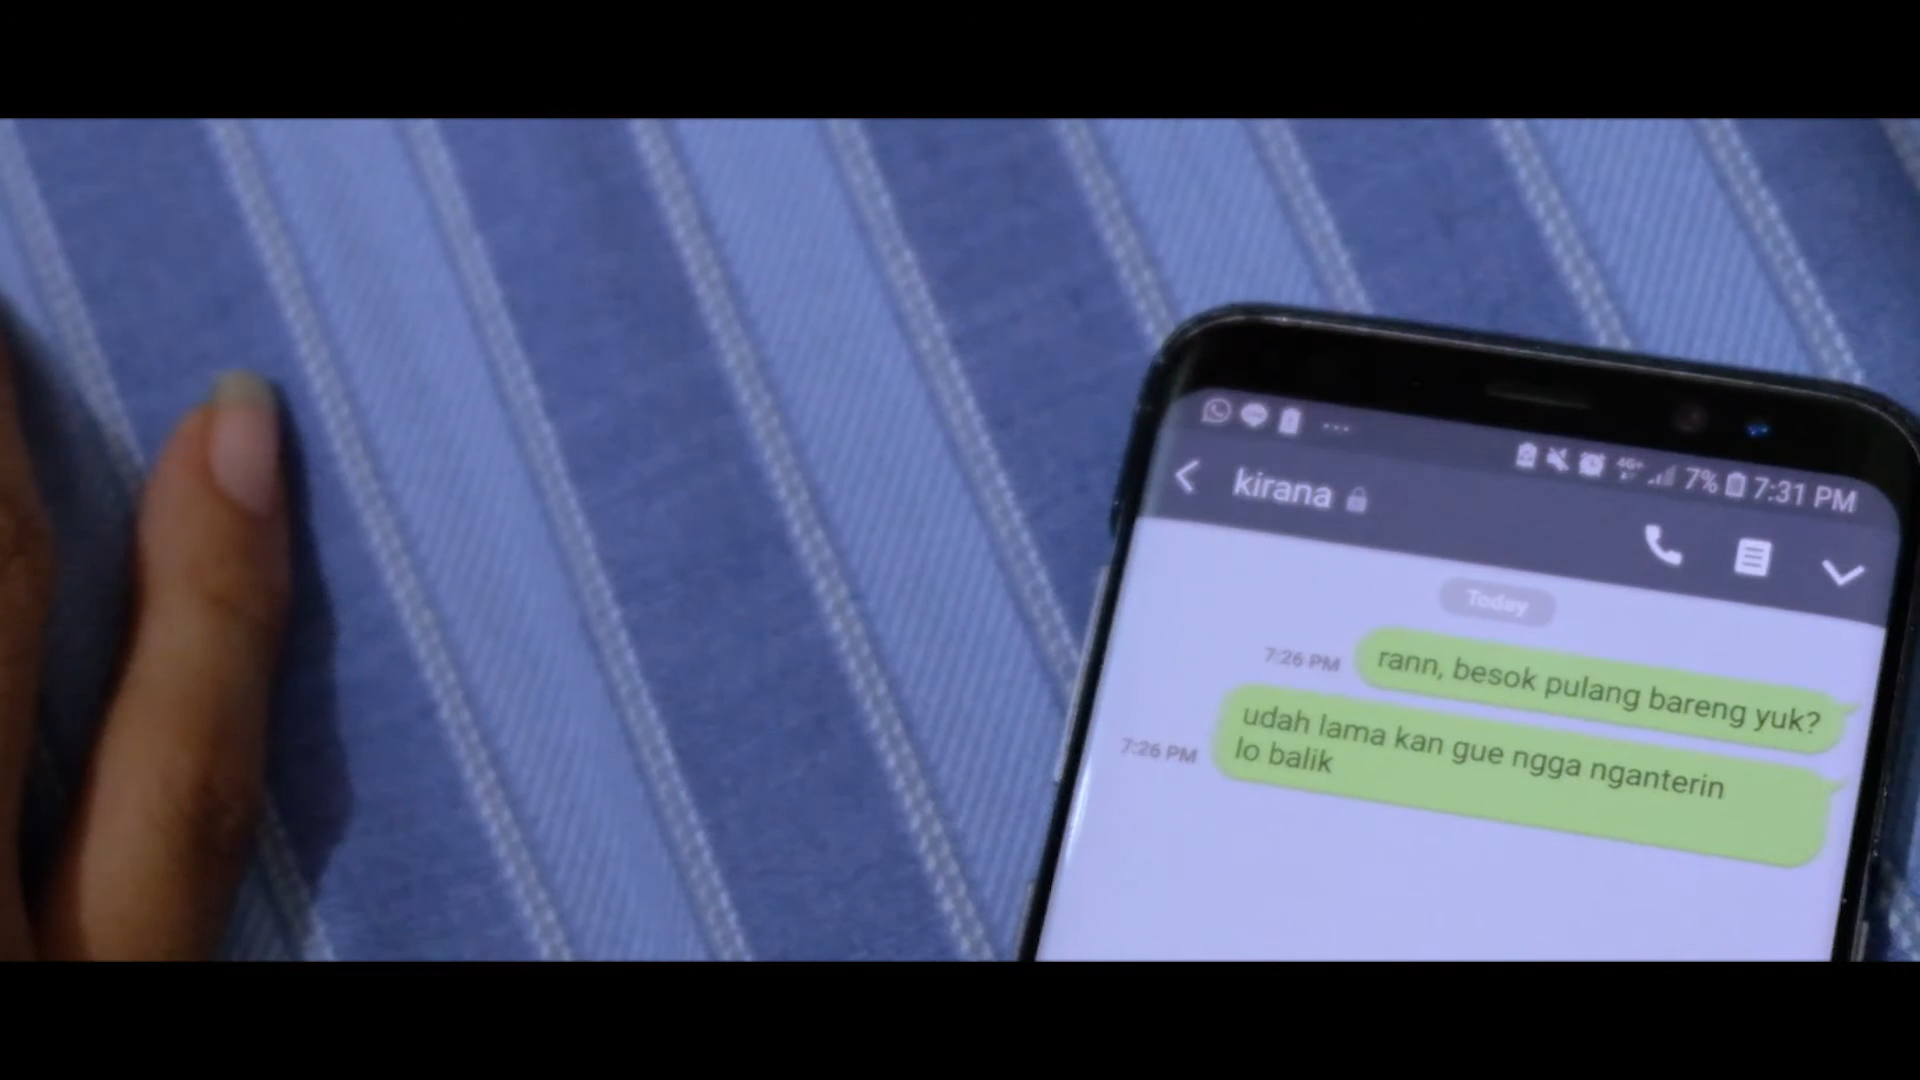 7% 7:31 PM
kirana
Today
7:26 PM rann, besok pulang bareng yuk?
udah lama kan gue ngga nganterin
7:26 PM lo balik